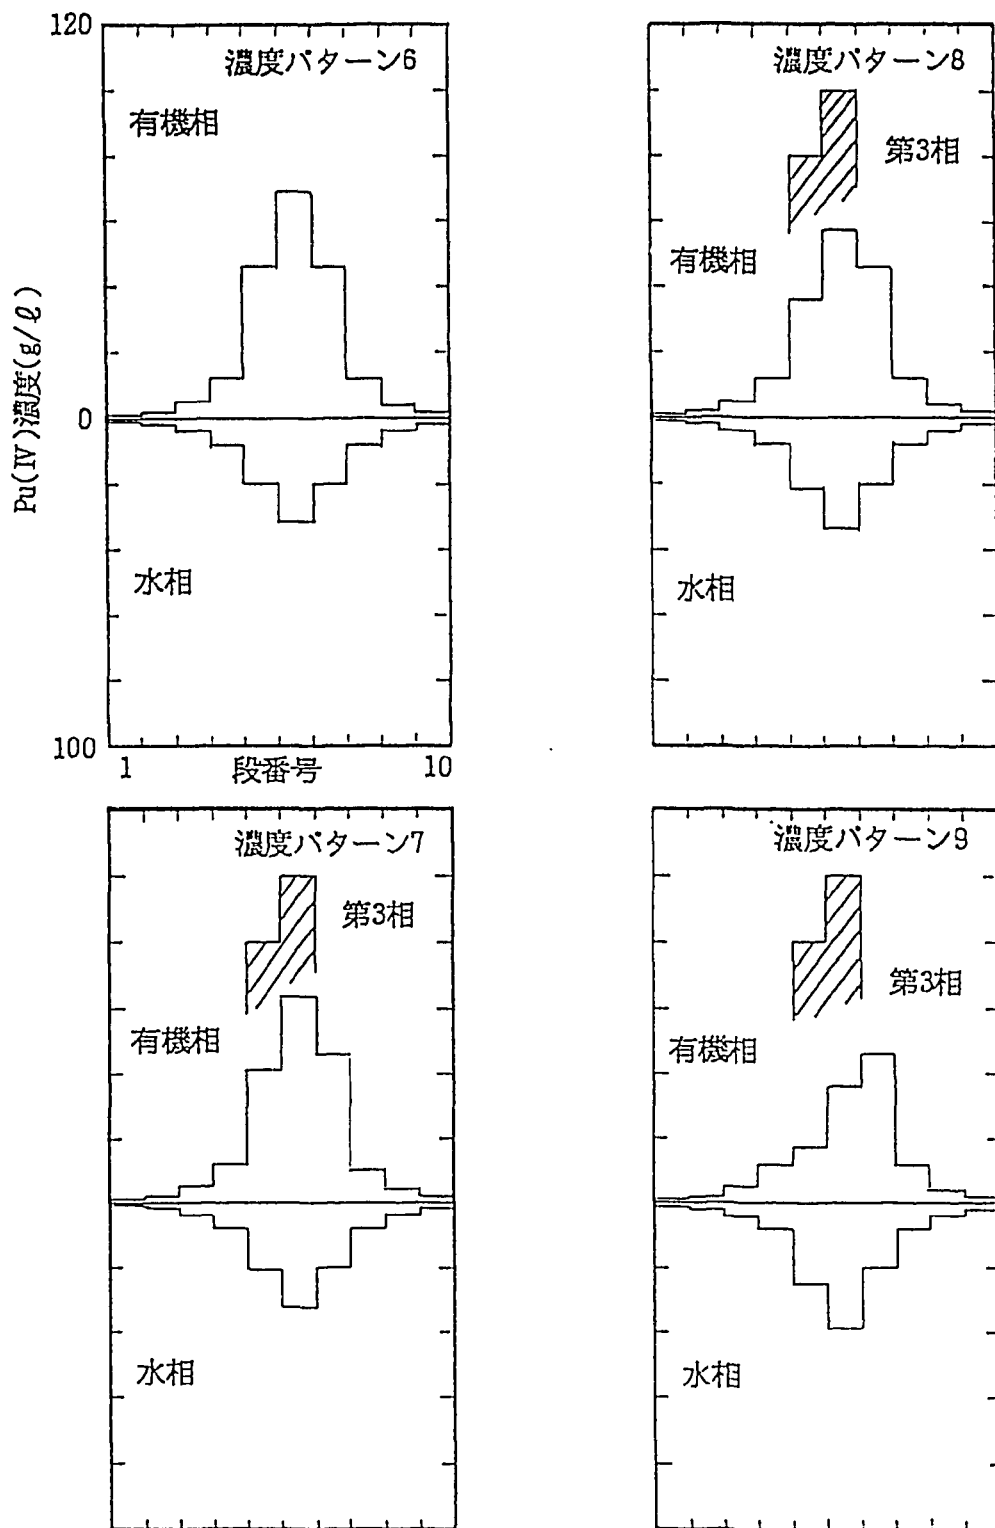 120
濃度パターン6
有機相
Pu(Ⅳ)濃度(g/ℓ)
0
水相
100
1
段番号
10
濃度パターン8
第3相
有機相
水相
濃度パターン7
第3相
有機相
水相
濃度パターン9
第3相
有機相
水相